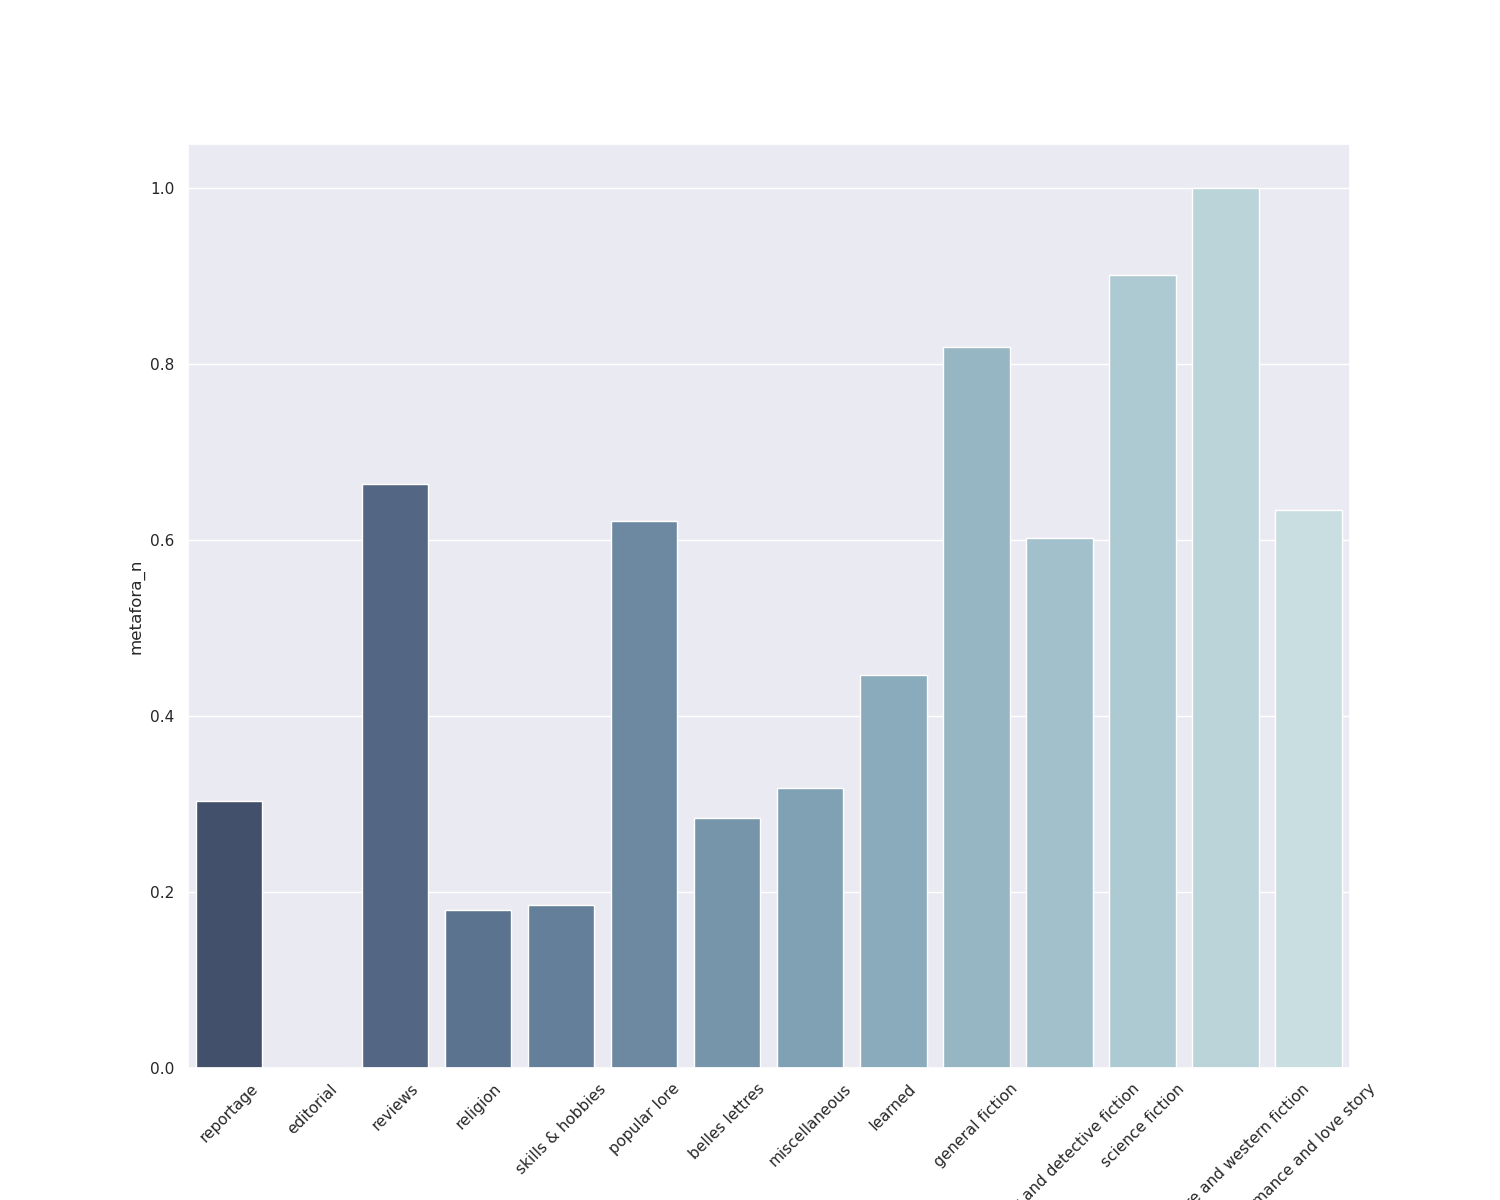 1.0
0.8
0.6
0.4
0.2
0.0
metafora_n
reportage
editorial
reviews
religion
skills & hobbies
popular lore
belles lettres
miscellaneous
learned
general fiction
and detective fiction
science fiction
and western fiction
and love story